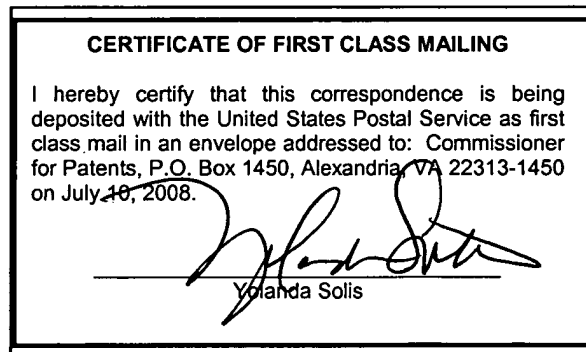 CERTIFICATE OF FIRST CLASS MAILING
I hereby certify that this correspondence is being
deposited with the United States Postal Service as first
class mail in an envelope addressed to: Commissioner
for Patents, P.O. Box 1450, Alexandria, VA 22313-1450
on July 10, 2008.
Yolanda Solis
Yolanda Solis